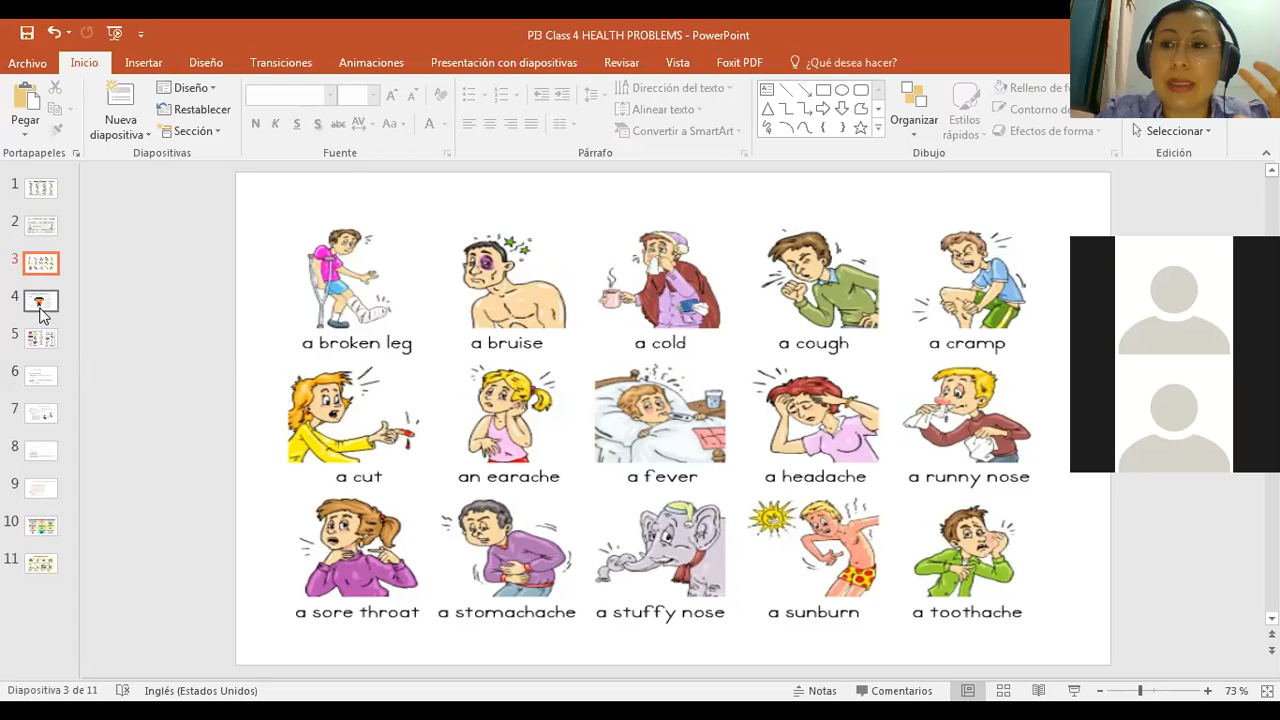 PI3 Class 4 HEALTH PROBLEMS - PowerPoint
Archivo Inicio Insertar Diseño Transiciones Animaciones Presentación con diapositivas Revisar Vista Foxit PDF ¿Qué desea hacer?
Pegar
Nueva diapositiva
Diseño
Restablecer
Sección
N K S S abc AV Aa A
Dirección del texto
Alinear texto
Convertir a SmartArt
Organizar
Estilos rápidos
Relleno de
Contorno de
Efectos de forma
Seleccionar
Portapapeles Diapositivas Fuente Párrafo Dibujo Edición
1
2
3
4
5
6
7
8
9
10
11
a broken leg a bruise a cold a cough a cramp
a cut an earache a fever a headache a runny nose
a sore throat a stomachache a stuffy nose a sunburn a toothache
Diapositiva 3 de 11 Inglés (Estados Unidos) Notas Comentarios 73 %